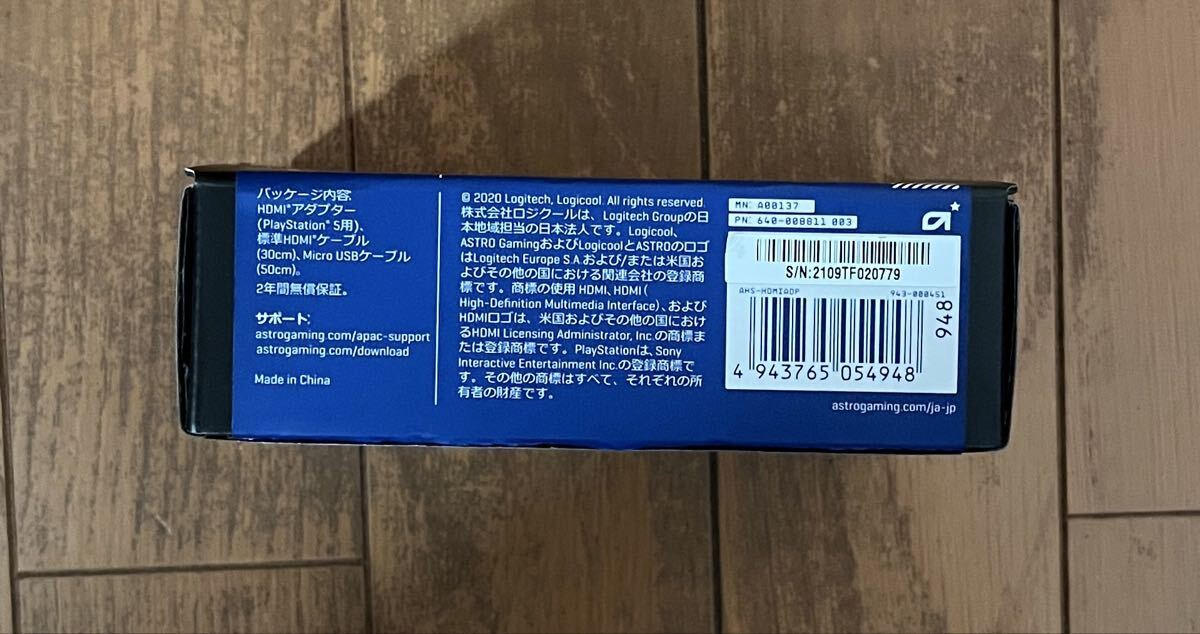 パッケージ内容:
HDMI®アダプター
(PlayStation® 5用)、
標準HDMI®ケーブル
(30cm)、Micro USBケーブル
(50cm)。
2年間無償保証。
サポート:
astrogaming.com/apac-support
astrogaming.com/download
Made in China
© 2020 Logitech, Logicool. All rights reserved.
株式会社ロジクールは、Logitech Groupの日
本地域担当の日本法人です。Logicool、
ASTRO GamingおよびLogicoolとASTROのロゴ
はLogitech Europe S.A および/または米国お
よびその他の国における関連会社の登録商
標です。商標の使用 HDMI、HDMI (
High-Definition Multimedia Interface)、および
HDMIロゴは、米国およびその他の国におけ
るHDMI Licensing Administrator, Inc の商標ま
たは登録商標です。PlayStationは、Sony
Interactive Entertainment Inc.の登録商標で
す。その他の商標はすべて、それぞれの所
有者の財産です。
MN: A00137
PN: 640-008811 003
S/N:2109TF020779
AHS-HDMIADP 943-000451
948
4 943765 054948
astrogaming.com/ja-jp